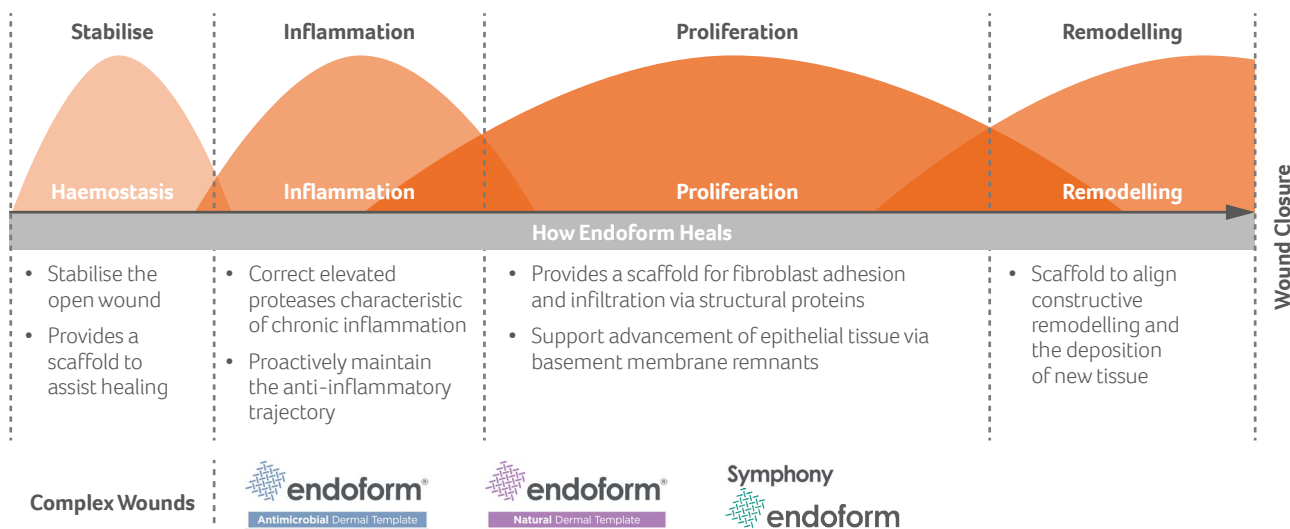 Stabilise
Inflammation
Proliferation
Remodelling
Haemostasis
Inflammation
Proliferation
Remodelling
How Endoform Heals
• Stabilise the
open wound
• Provides a
scaffold to
assist healing
• Correct elevated
proteases characteristic
of chronic inflammation
• Proactively maintain
the anti-inflammatory
trajectory
• Provides a scaffold for fibroblast adhesion
and infiltration via structural proteins
• Support advancement of epithelial tissue via
basement membrane remnants
• Scaffold to align
constructive
remodelling and
the deposition
of new tissue
Wound Closure
Complex Wounds
endoform®
Antimicrobial Dermal Template
endoform®
Natural Dermal Template
Symphony
endoform